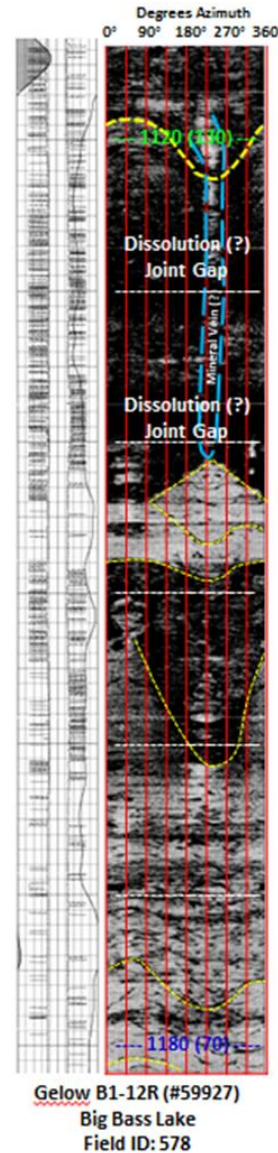 Degrees Azimuth
0° 90° 180° 270° 360
1120 (130)
Dissolution (?)
Joint Gap
Mineral Vein (?)
Dissolution (?)
Joint Gap
1180 (70)
Gelow B1-12R (#59927)
Big Bass Lake
Field ID: 578